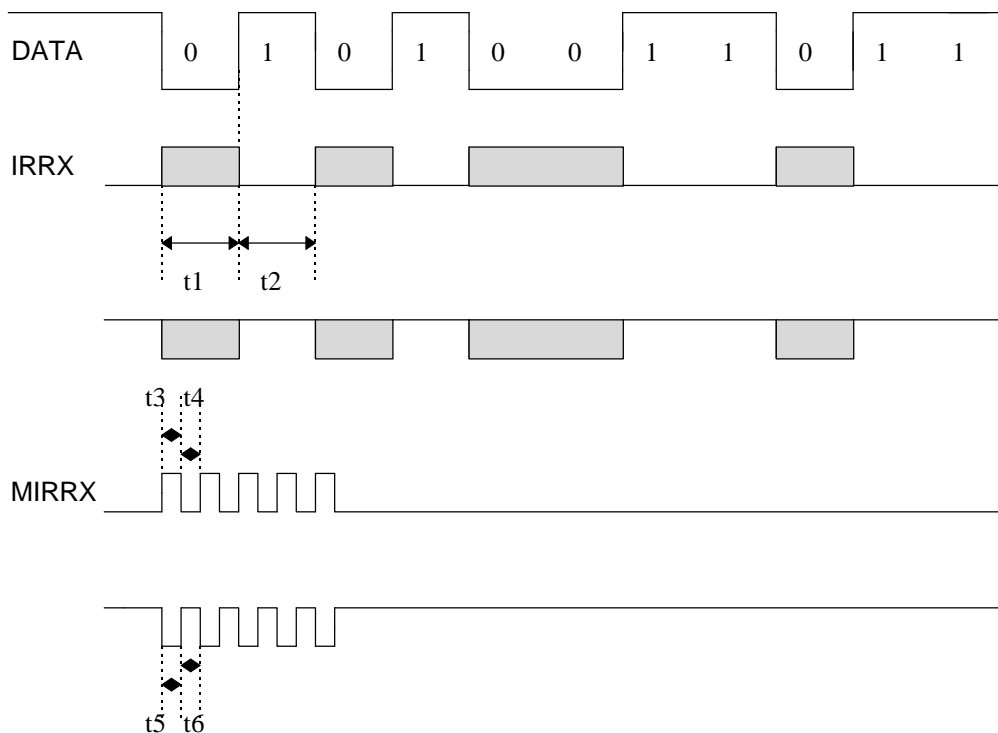 DATA 0 1 0 1 0 0 1 1 0 1 1
IRRX
t1 t2
t3 t4
MIRRX
t5 t6